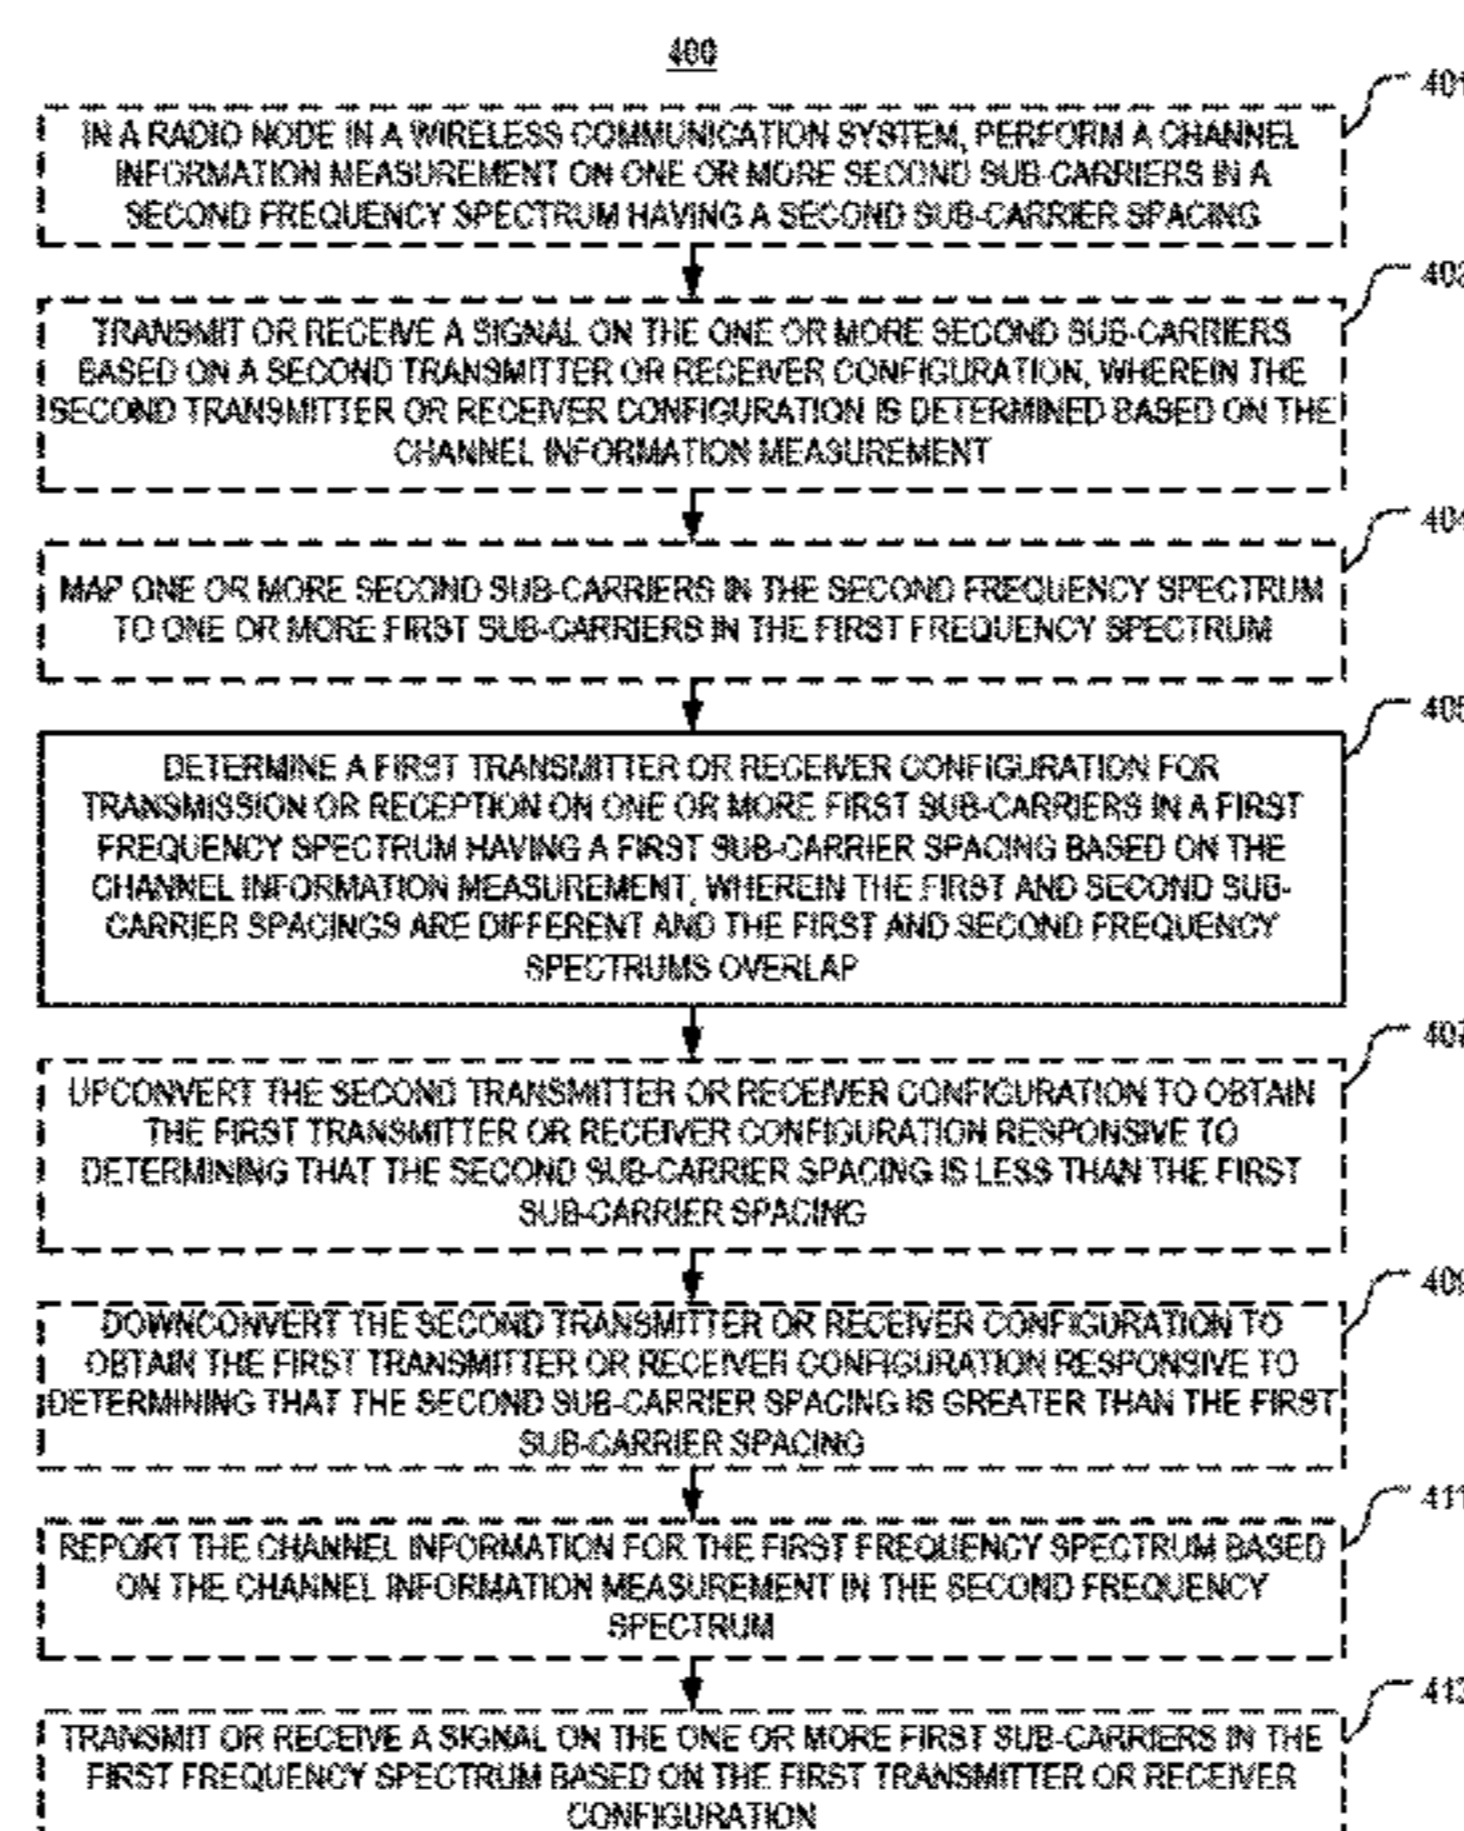 400
401
IN A RADIO NODE IN A WIRELESS COMMUNICATION SYSTEM, PERFORM A CHANNEL
INFORMATION MEASUREMENT ON ONE OR MORE SECOND SUB-CARRIERS IN A
SECOND FREQUENCY SPECTRUM HAVING A SECOND SUB-CARRIER SPACING
403
TRANSMIT OR RECEIVE A SIGNAL ON THE ONE OR MORE SECOND SUB-CARRIERS
BASED ON A SECOND TRANSMITTER OR RECEIVER CONFIGURATION, WHEREIN THE
SECOND TRANSMITTER OR RECEIVER CONFIGURATION IS DETERMINED BASED ON THE
CHANNEL INFORMATION MEASUREMENT
404
MAP ONE OR MORE SECOND SUB-CARRIERS IN THE SECOND FREQUENCY SPECTRUM
TO ONE OR MORE FIRST SUB-CARRIERS IN THE FIRST FREQUENCY SPECTRUM
405
DETERMINE A FIRST TRANSMITTER OR RECEIVER CONFIGURATION FOR
TRANSMISSION OR RECEPTION ON ONE OR MORE FIRST SUB-CARRIERS IN A FIRST
FREQUENCY SPECTRUM HAVING A FIRST SUB-CARRIER SPACING BASED ON THE
CHANNEL INFORMATION MEASUREMENT, WHEREIN THE FIRST AND SECOND SUB-
CARRIER SPACINGS ARE DIFFERENT AND THE FIRST AND SECOND FREQUENCY
SPECTRUMS OVERLAP
407
UPCONVERT THE SECOND TRANSMITTER OR RECEIVER CONFIGURATION TO OBTAIN
THE FIRST TRANSMITTER OR RECEIVER CONFIGURATION RESPONSIVE TO
DETERMINING THAT THE SECOND SUB-CARRIER SPACING IS LESS THAN THE FIRST
SUB-CARRIER SPACING
409
DOWNCONVERT THE SECOND TRANSMITTER OR RECEIVER CONFIGURATION TO
OBTAIN THE FIRST TRANSMITTER OR RECEIVER CONFIGURATION RESPONSIVE TO
DETERMINING THAT THE SECOND SUB-CARRIER SPACING IS GREATER THAN THE FIRST
SUB-CARRIER SPACING
411
REPORT THE CHANNEL INFORMATION FOR THE FIRST FREQUENCY SPECTRUM BASED
ON THE CHANNEL INFORMATION MEASUREMENT IN THE SECOND FREQUENCY
SPECTRUM
413
TRANSMIT OR RECEIVE A SIGNAL ON THE ONE OR MORE FIRST SUB-CARRIERS IN THE
FIRST FREQUENCY SPECTRUM BASED ON THE FIRST TRANSMITTER OR RECEIVER
CONFIGURATION